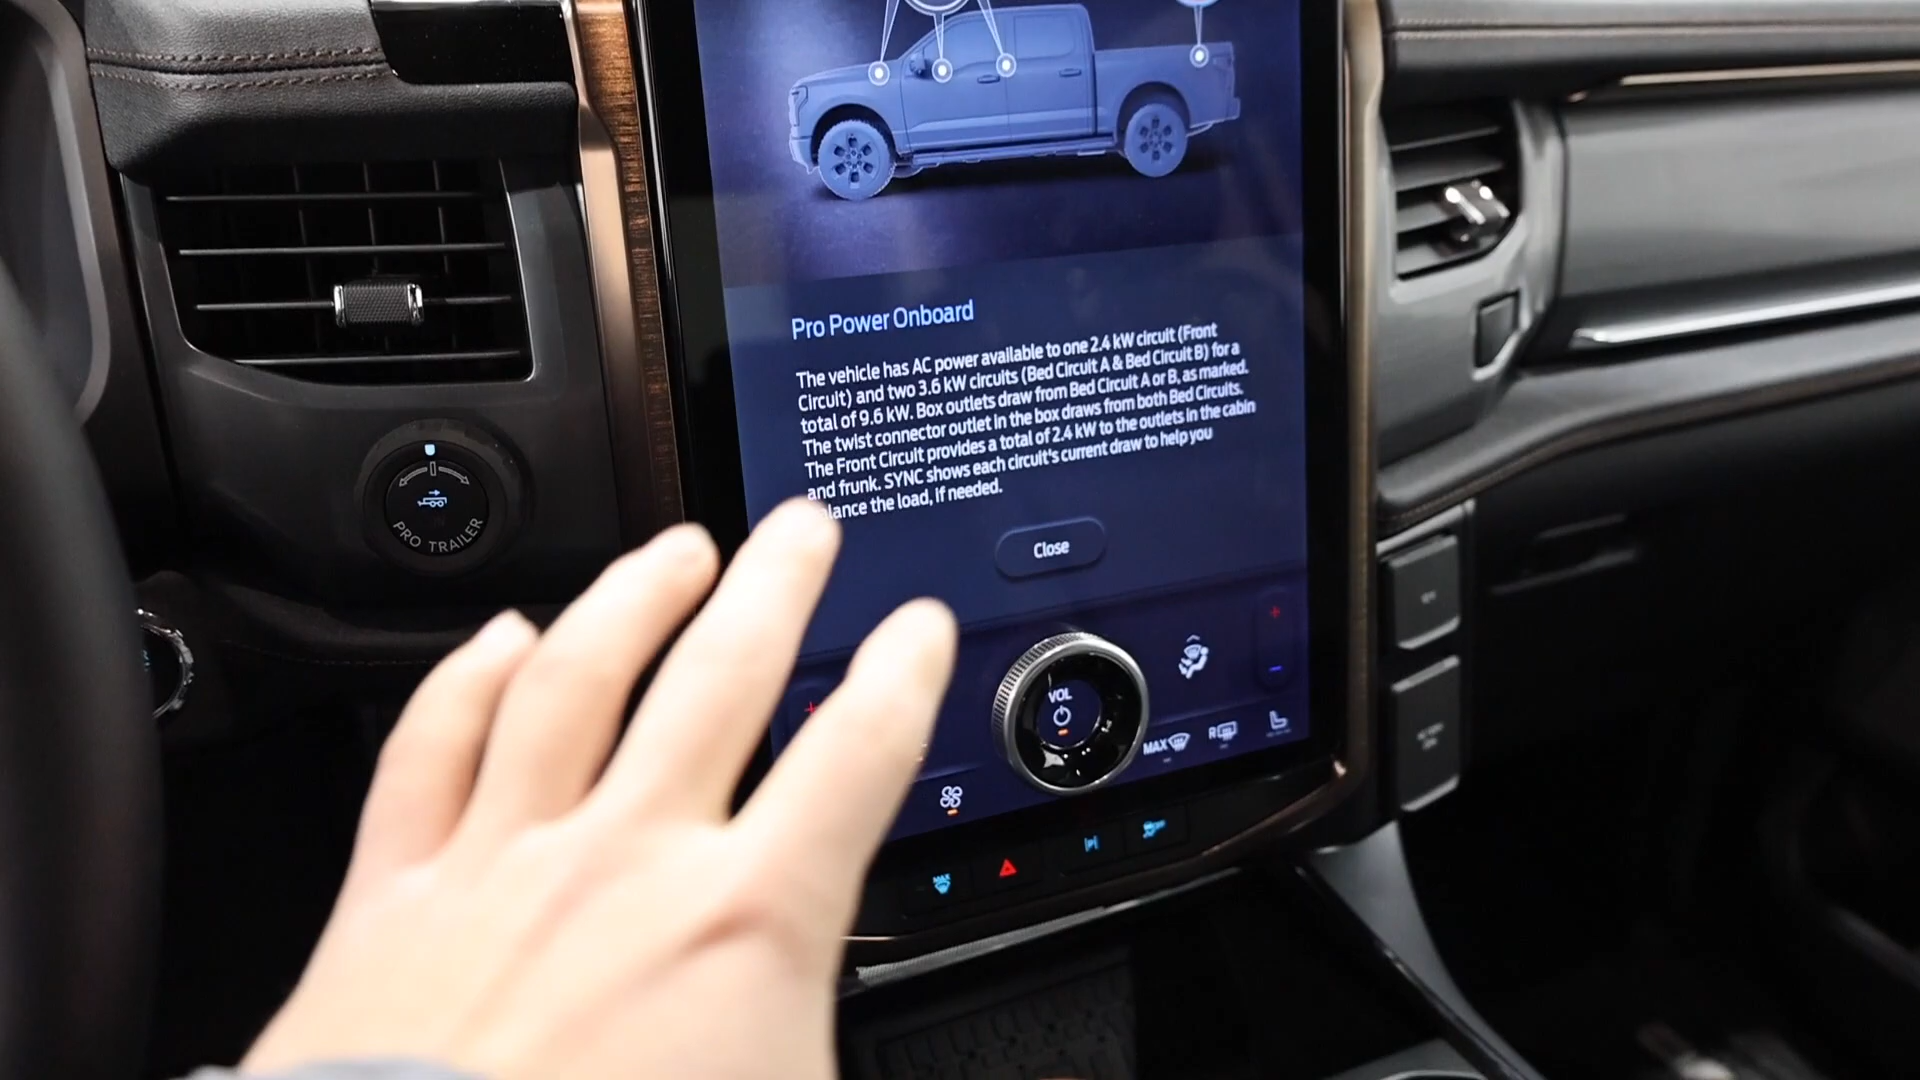 Pro Power Onboard
The vehicle has AC power available to one 2.4 kW circuit (Front
Circuit) and two 3.6 kW circuits (Bed Circuit A & Bed Circuit B) for a
total of 9.6 kW. Box outlets draw from Bed Circuit A or B, as marked.
The twist connector outlet in the box draws from both Bed Circuits.
The Front Circuit provides a total of 2.4 kW to the outlets in the cabin
and frunk. SYNC shows each circuit's current draw to help you
alance the load, if needed.
Close
PRO TRAILER
VOL
MAX
R
MAX